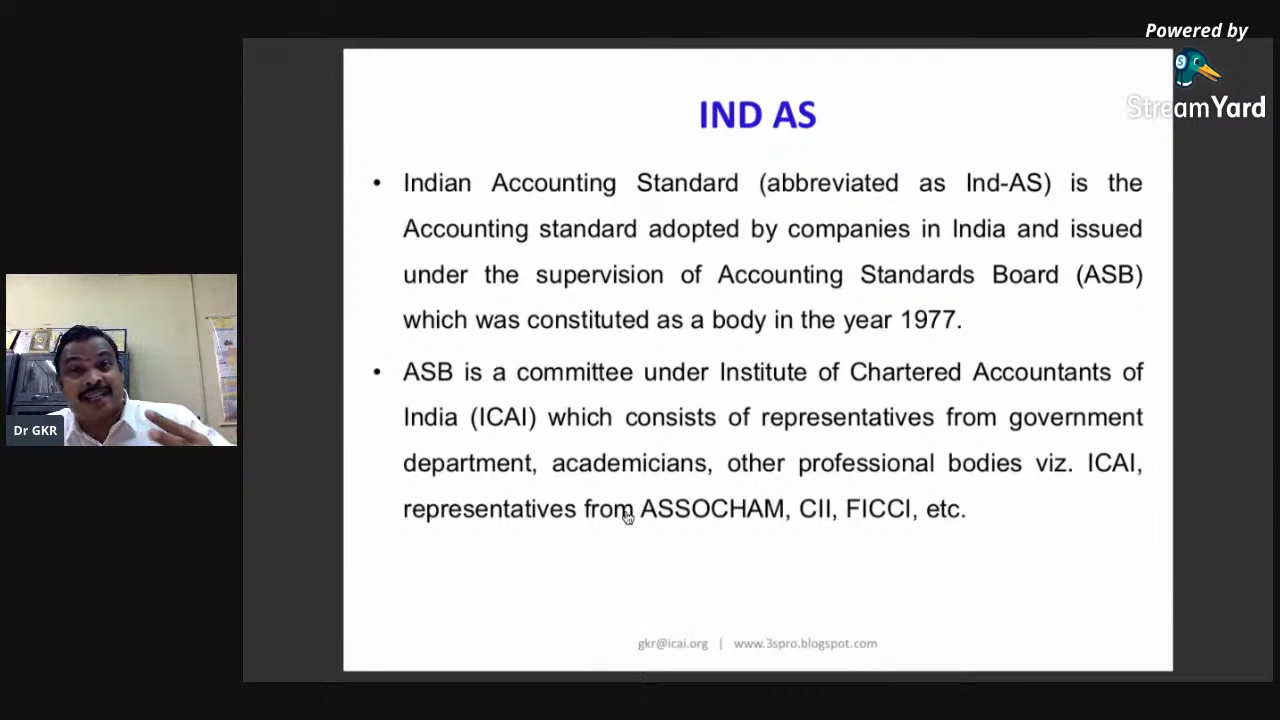 Powered by
StreamYard
IND AS
• Indian Accounting Standard (abbreviated as Ind-AS) is the
Accounting standard adopted by companies in India and issued
under the supervision of Accounting Standards Board (ASB)
which was constituted as a body in the year 1977.
• ASB is a committee under Institute of Chartered Accountants of
India (ICAI) which consists of representatives from government
department, academicians, other professional bodies viz. ICAI,
representatives from ASSOCHAM, CII, FICCI, etc.
Dr GKR
gkr@icai.org | www.3spro.blogspot.com